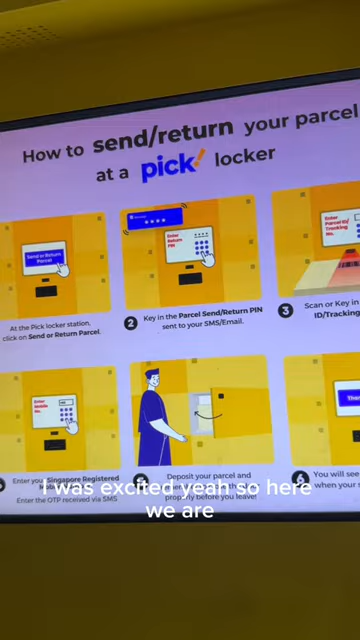 How to send/return your parcel
at a pick! locker
Send or Return
Parcel
Enter
Return
PIN
Enter
Parcel ID/
Tracking
No.
At the Pick locker station,
click on Send or Return Parcel.
2 Key in the Parcel Send/Return PIN
sent to your SMS/Email.
3 Scan or Key in
ID/Tracking
Enter
Mobile
No.
Enter your Singapore Registered
Enter the OTP received via SMS
Deposit your parcel and
properly before you leave!
6 You will see
when your
I was excited yeah so here
we are